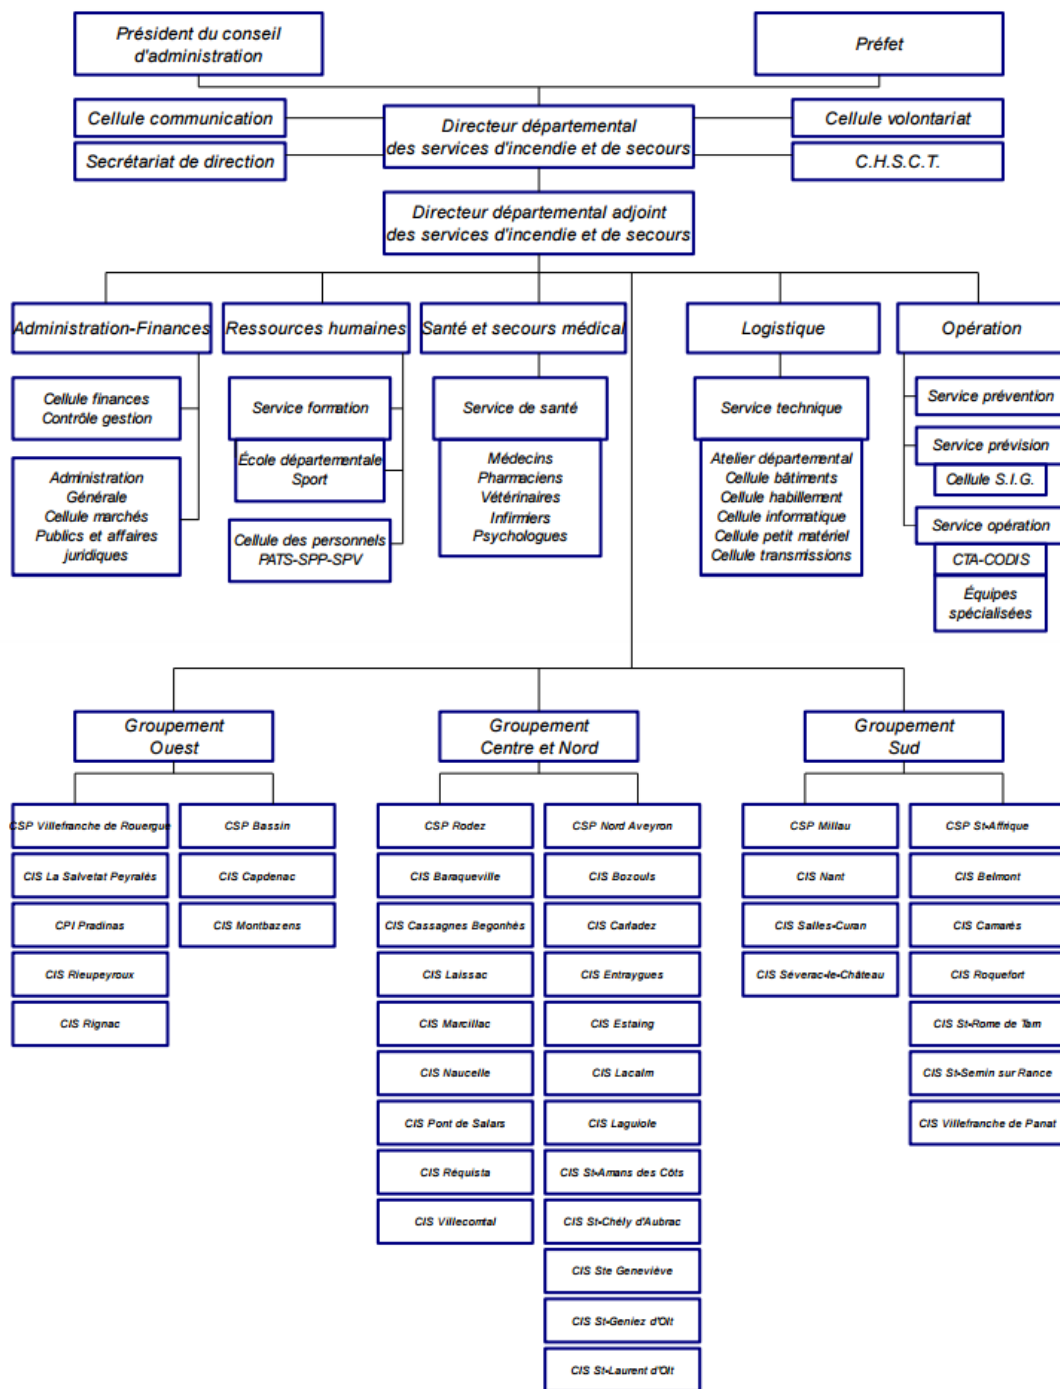 Président du conseil
d'administration
Préfet
Cellule communication
Directeur départemental
des services d'incendie et de secours
Cellule volontariat
Secrétariat de direction
C.H.S.C.T.
Directeur départemental adjoint
des services d'incendie et de secours
Administration-Finances
Ressources humaines
Santé et secours médical
Logistique
Opération
Cellule finances
Contrôle gestion
Administration
Générale
Cellule marchés
Publics et affaires
juridiques
Service formation
École départementale
Sport
Cellule des personnels
PATS-SPP-SPV
Service de santé
Médecins
Pharmaciens
Vétérinaires
Infirmiers
Psychologues
Service technique
Atelier départemental
Cellule bâtiments
Cellule habillement
Cellule informatique
Cellule petit matériel
Cellule transmissions
Service prévention
Service prévision
Cellule S.I.G.
Service opération
CTA-CODIS
Équipes
spécialisées
Groupement
Ouest
CSP Villefranche de Rouergue
CIS La Salvetat Peyralés
CPI Pradinas
CIS Rieupeyroux
CIS Rignac
CSP Bassin
CIS Capdenac
CIS Montbazens
Groupement
Centre et Nord
CSP Rodez
CIS Baraqueville
CIS Cassagnes Begonhés
CIS Laissac
CIS Marcillac
CIS Naucelle
CIS Pont de Salars
CIS Réquista
CIS Villecomtal
CSP Nord Aveyron
CIS Bozouls
CIS Carladez
CIS Entraygues
CIS Estaing
CIS Lacalm
CIS Laguiole
CIS St-Amans des Côts
CIS St-Chély d'Aubrac
CIS Ste Geneviève
CIS St-Geniez d'Olt
CIS St-Laurent d'Olt
Groupement
Sud
CSP Millau
CIS Nant
CIS Salles-Curan
CIS Séverac-le-Château
CSP St-Affrique
CIS Belmont
CIS Camarés
CIS Roquefort
CIS St-Rome de Tarn
CIS St-Sernin sur Rance
CIS Villefranche de Panat